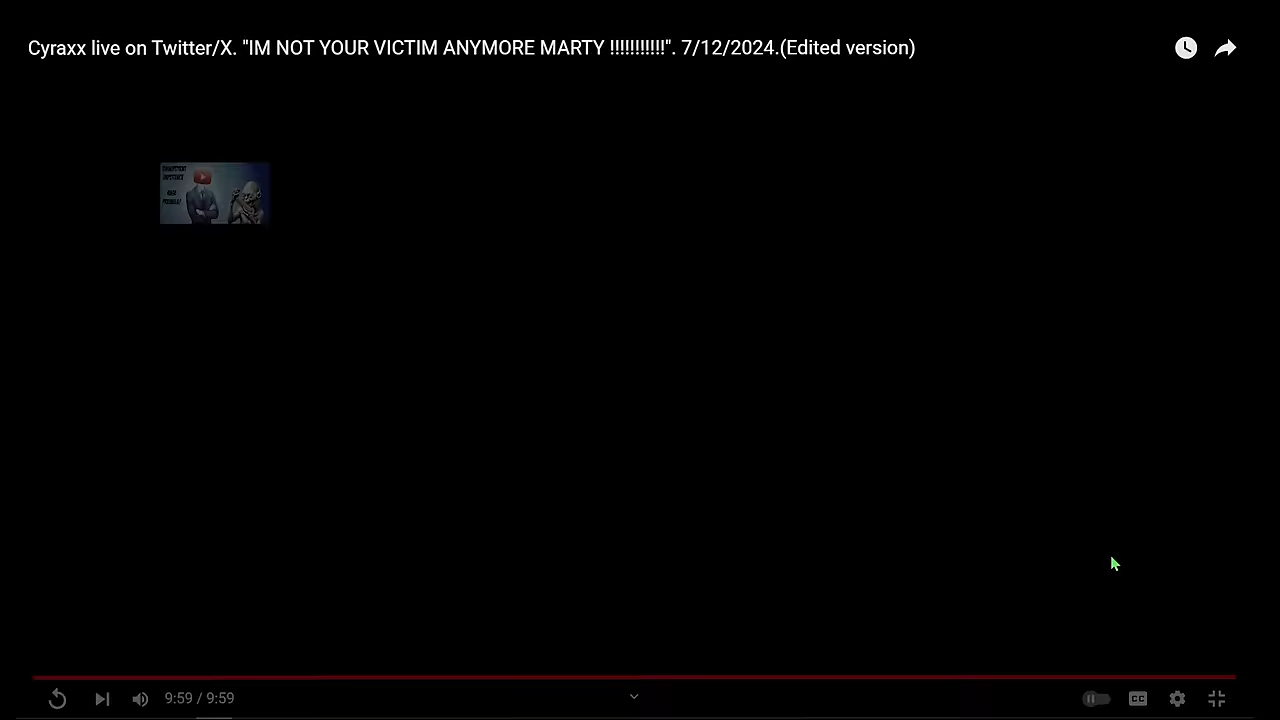 Cyraxx live on Twitter/X. "IM NOT YOUR VICTIM ANYMORE MARTY !!!!!!!!!!!". 7/12/2024.(Edited version)
9:59 / 9:59
CC